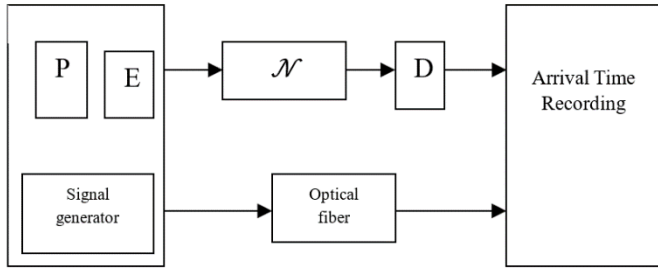 P
E
𝒩
D
Arrival Time
Recording
Signal
generator
Optical
fiber